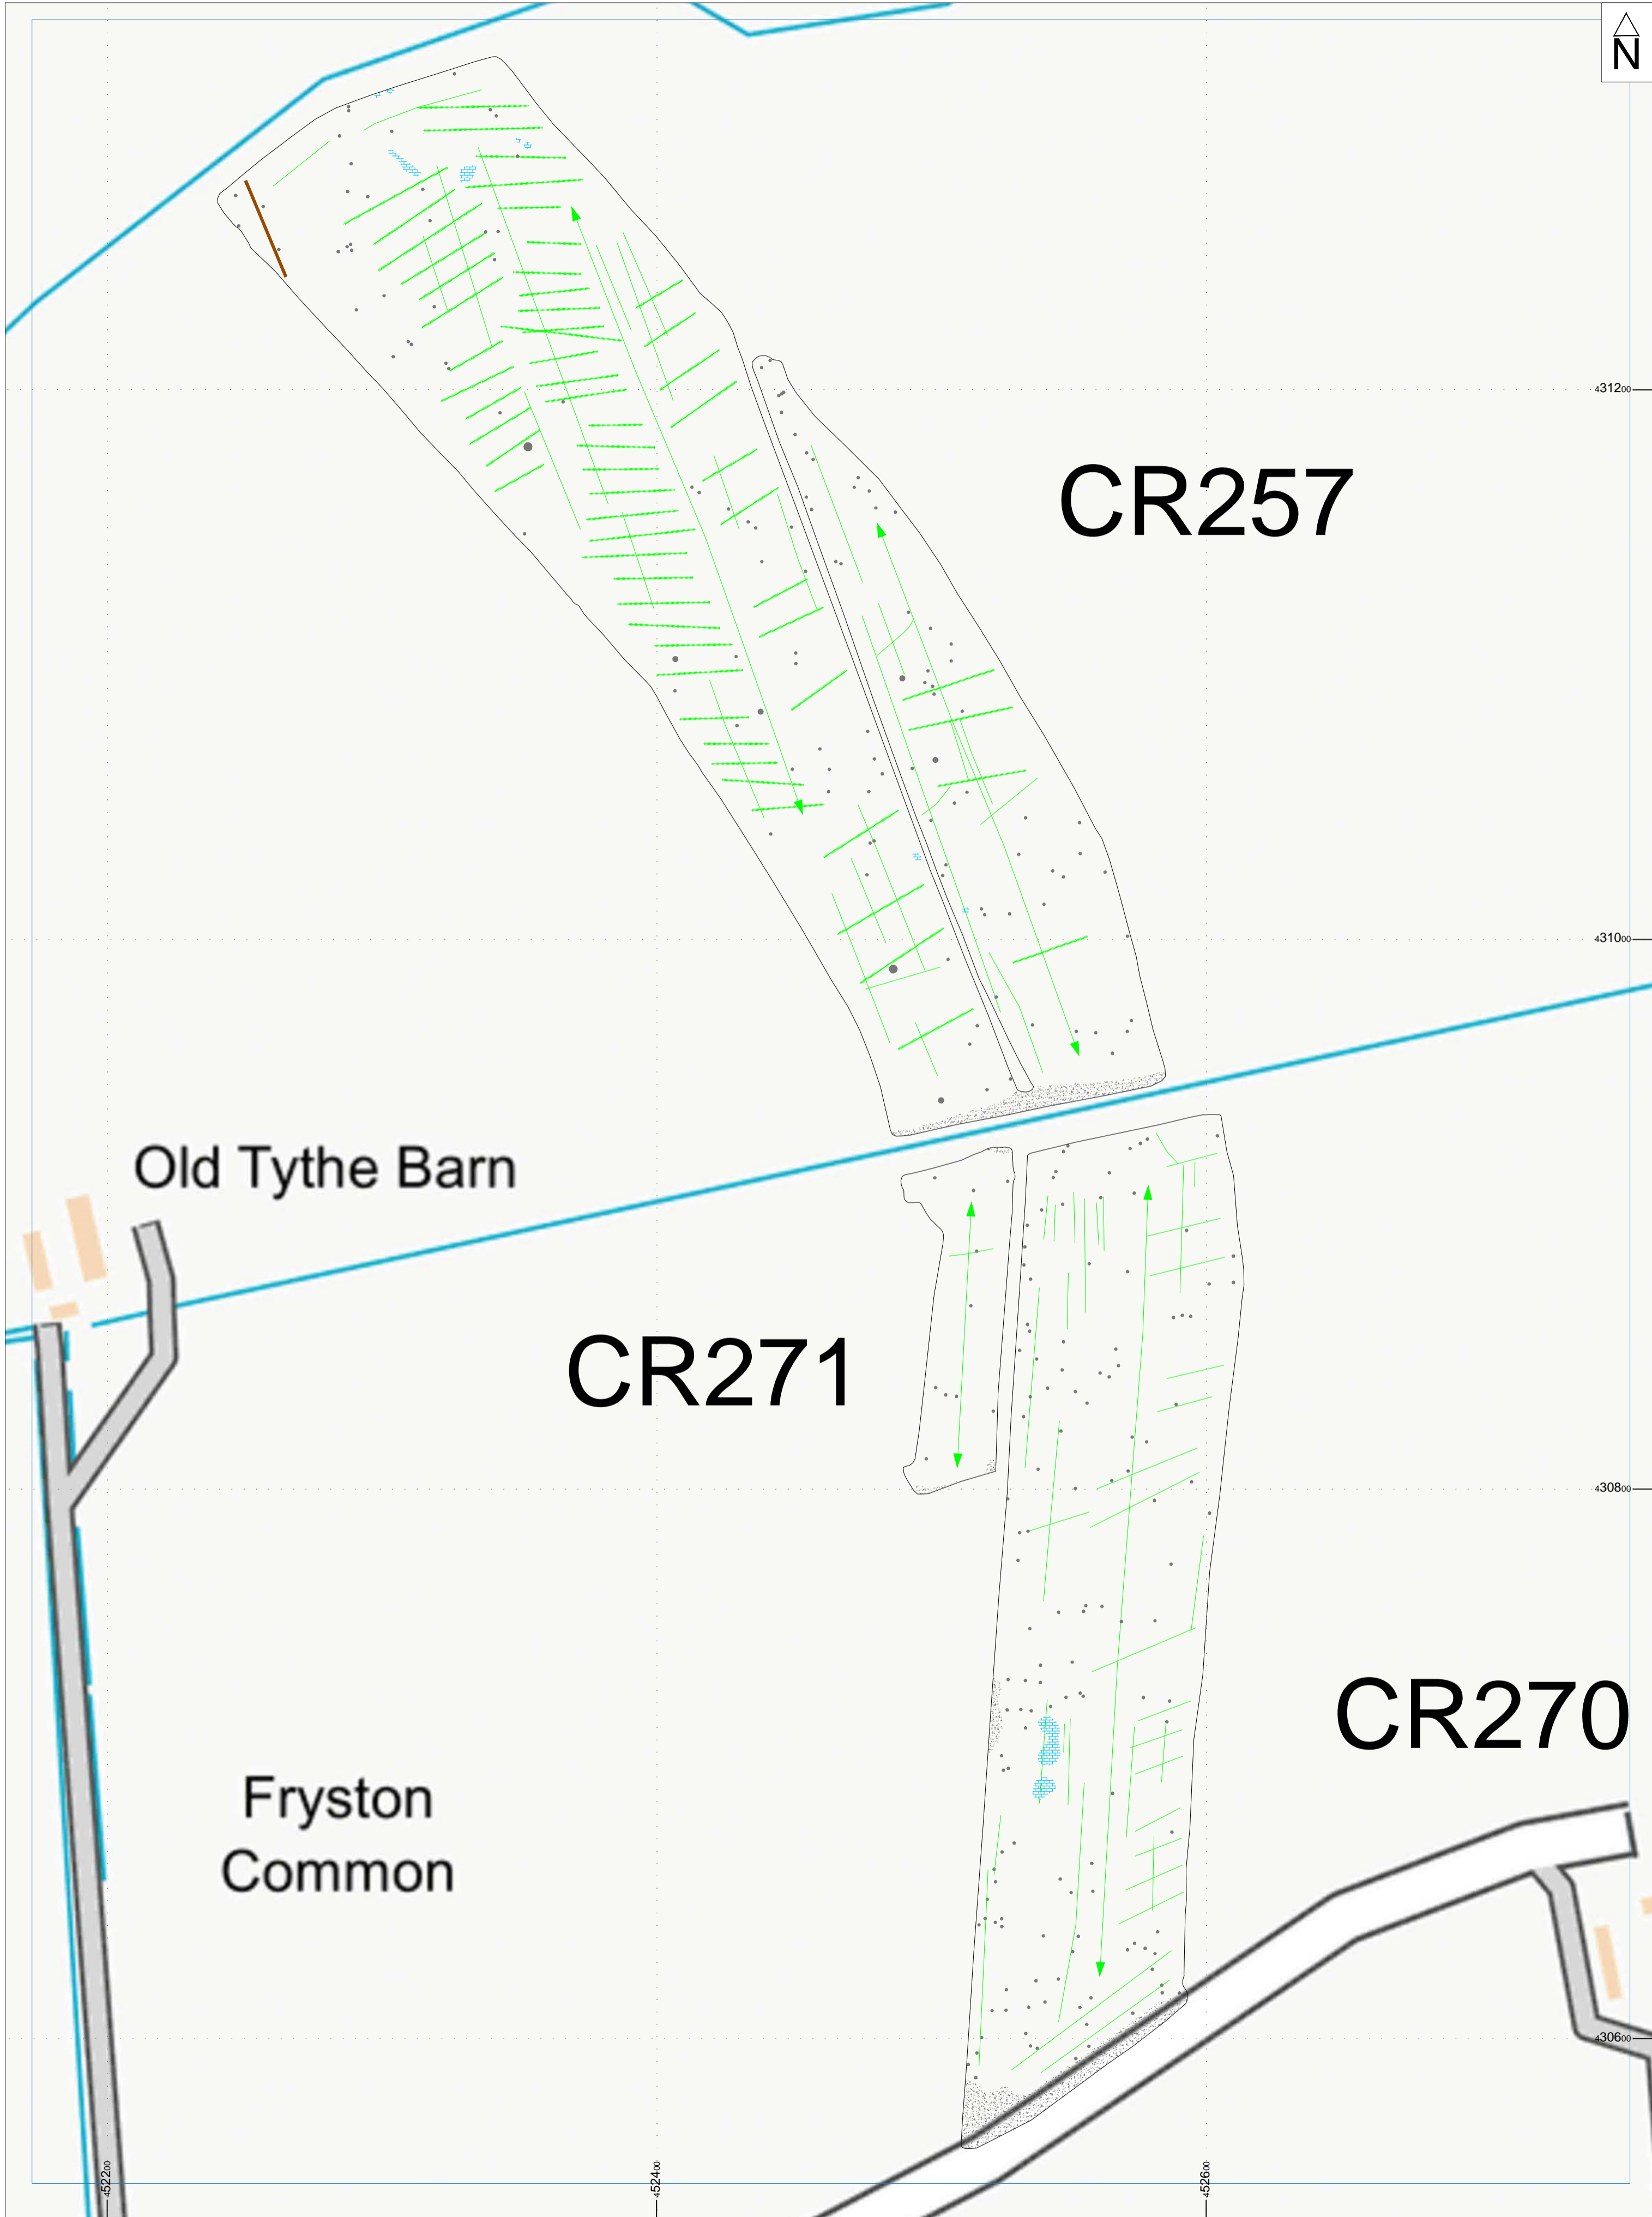 N
431200
CR257
431000
Old Tythe Barn
CR271
430800
CR270
Fryston
Common
430600
452200
452400
452600